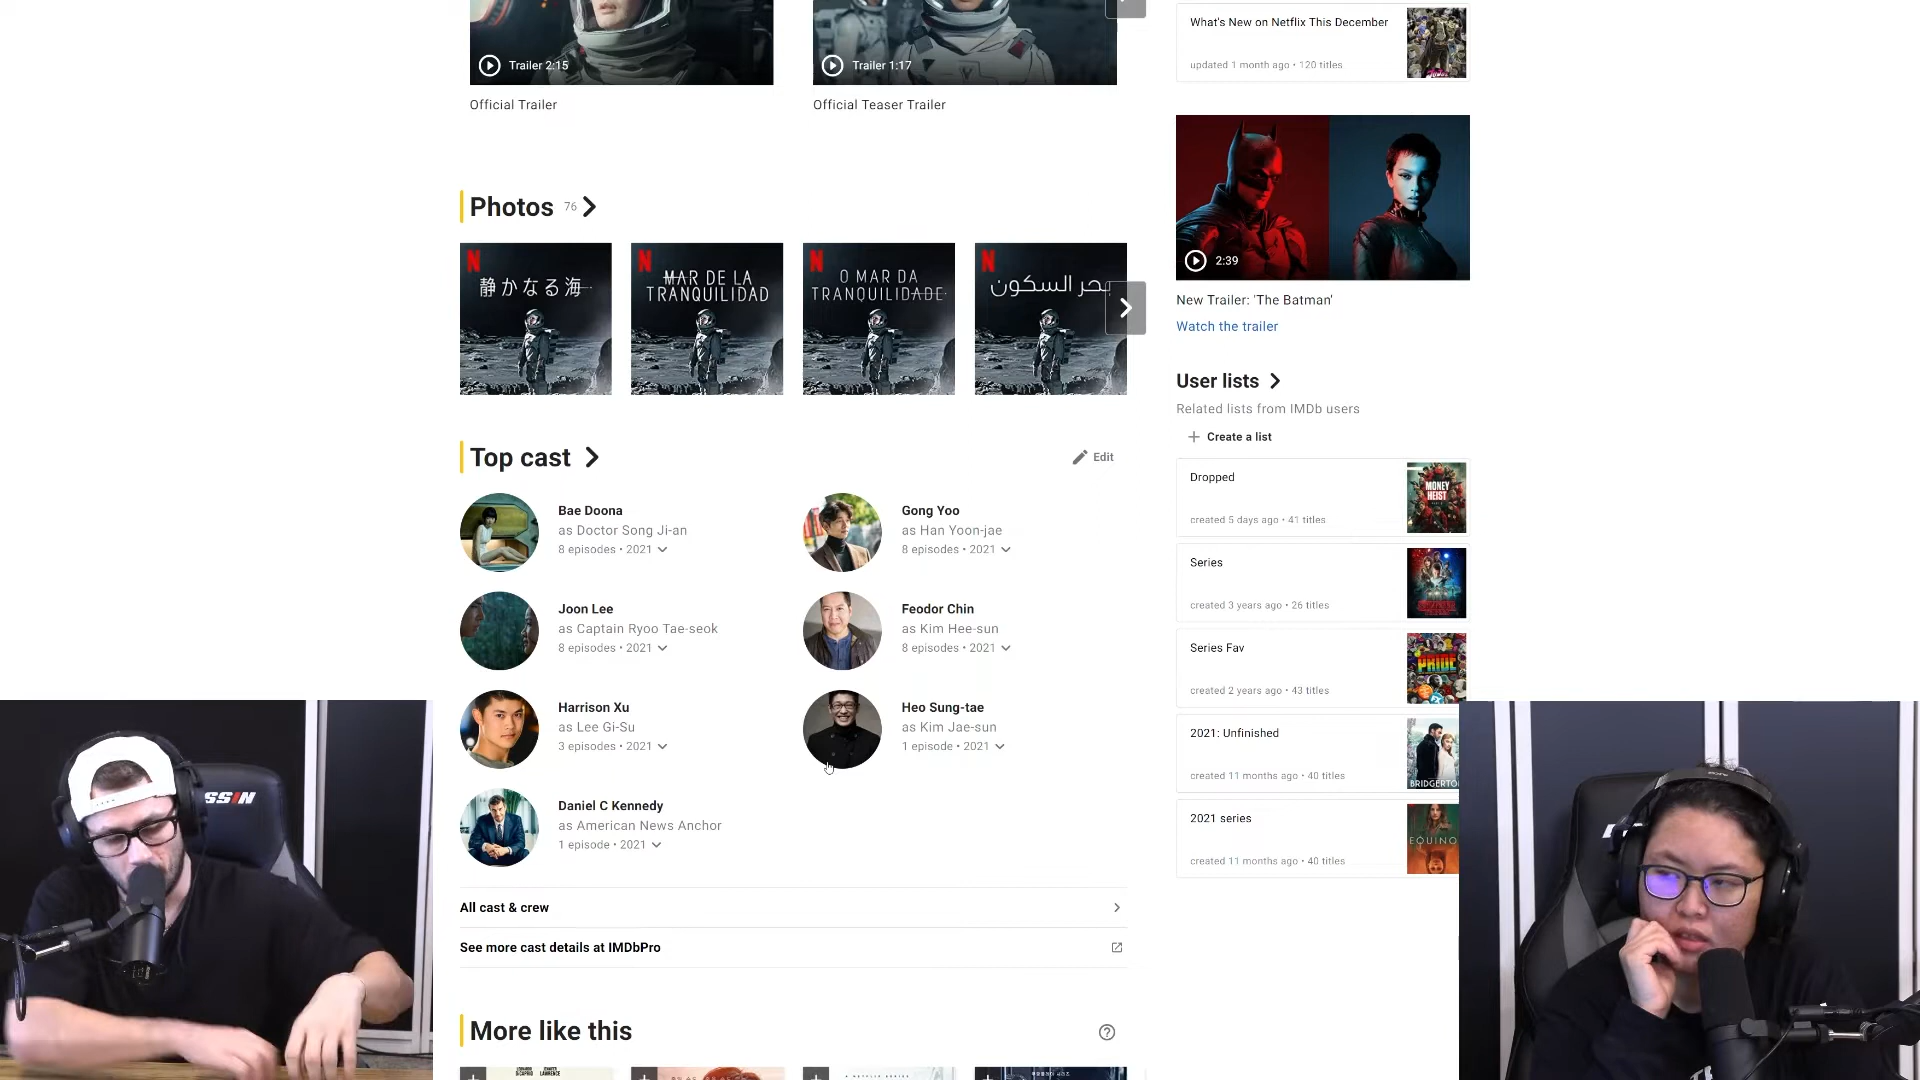 Trailer 2:15
Trailer 1:17
Official Trailer
Official Teaser Trailer
Photos 76
N
静かなる海
N
MAR DE LA
TRANQUILIDAD
N
O MAR DA
TRANQUILIDADE
N
بحر السكون
Top cast
Edit
Bae Doona
as Doctor Song Ji-an
8 episodes • 2021
Gong Yoo
as Han Yoon-jae
8 episodes • 2021
Joon Lee
as Captain Ryoo Tae-seok
8 episodes • 2021
Feodor Chin
as Kim Hee-sun
8 episodes • 2021
Harrison Xu
as Lee Gi-Su
3 episodes • 2021
Heo Sung-tae
as Kim Jae-sun
1 episode • 2021
Daniel C Kennedy
as American News Anchor
1 episode • 2021
All cast & crew
See more cast details at IMDbPro
More like this
What's New on Netflix This December
updated 1 month ago • 120 titles
2:39
New Trailer: 'The Batman'
Watch the trailer
User lists
Related lists from IMDb users
Create a list
Dropped
created 5 days ago • 41 titles
MONEY
HEIST
Series
created 3 years ago • 26 titles
Series Fav
created 2 years ago • 43 titles
PRIDE
2021: Unfinished
created 11 months ago • 40 titles
BRIDGERTO
2021 series
created 11 months ago • 40 titles
EQUINO
SSIN